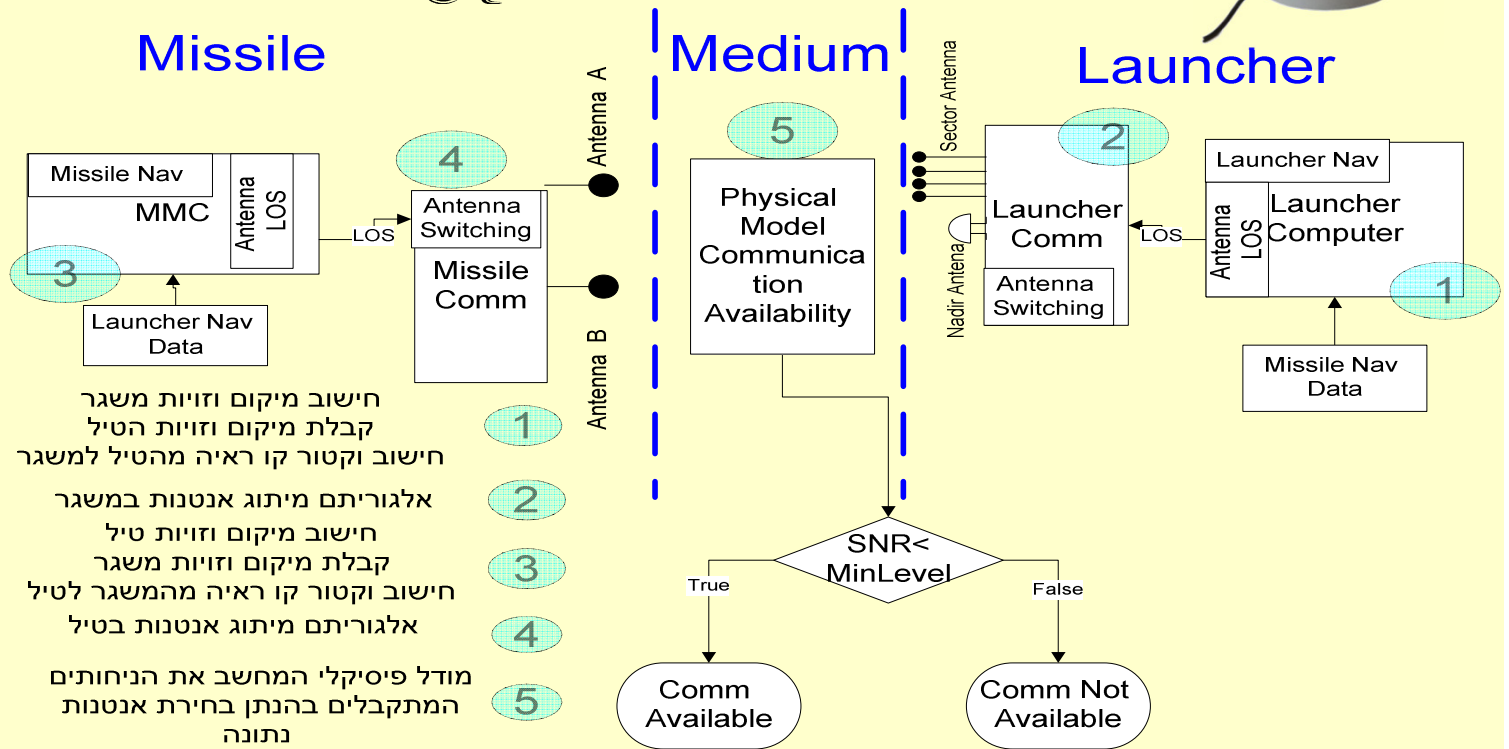 Missile
Medium
Launcher
Missile Nav
MMC
Antenna
LOS
3
Launcher Nav
Data
LOS
4
Antenna
Switching
Missile
Comm
Antenna A
Antenna B
5
Physical
Model
Communica
tion
Availability
Sector Antenna
Nadir Antena
2
Launcher
Comm
Antenna
Switching
LOS
Launcher Nav
Antenna
LOS
Launcher
Computer
1
Missile Nav
Data
חישוב מיקום וזויות משגר
קבלת מיקום וזויות הטיל
חישוב וקטור קו ראיה מהטיל למשגר
1
אלגוריתם מיתוג אנטנות במשגר
2
חישוב מיקום וזויות טיל
קבלת מיקום וזויות משגר
חישוב וקטור קו ראיה מהמשגר לטיל
3
אלגוריתם מיתוג אנטנות בטיל
4
מודל פיסיקלי המחשב את הניחותים
המתקבלים בהנתן בחירת אנטנות
נתונה
5
SNR<
MinLevel
True
False
Comm
Available
Comm Not
Available